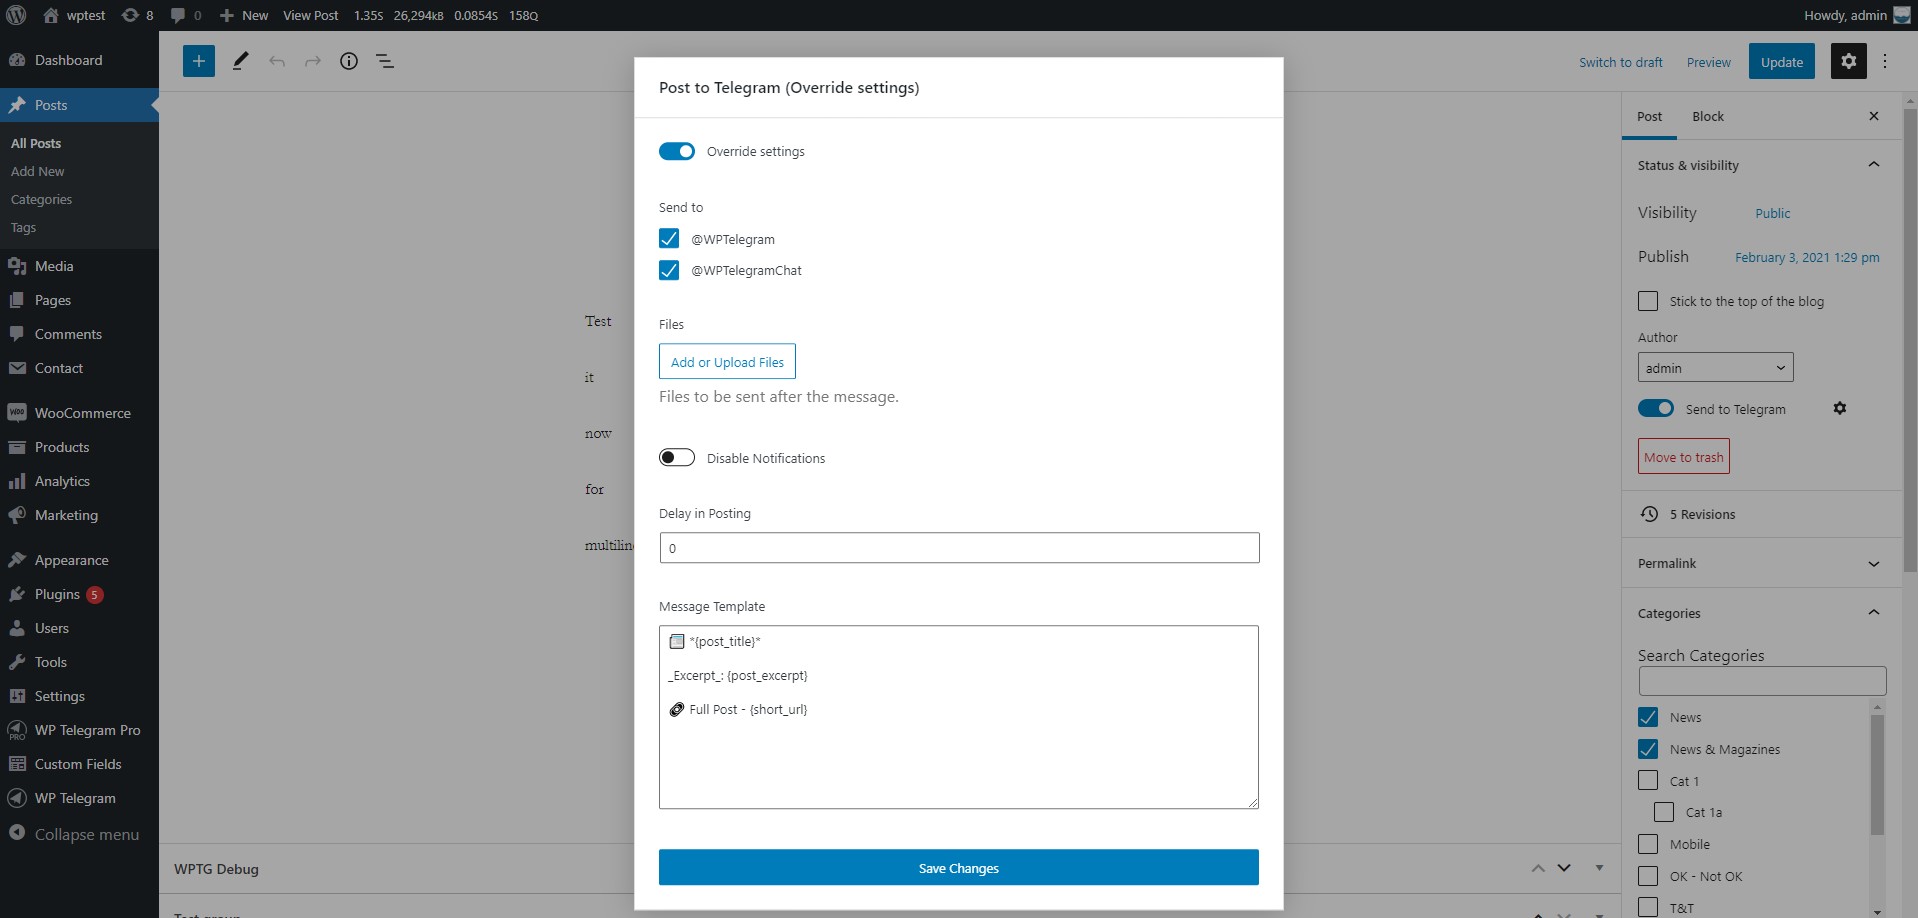 wptest 8 0 New View Post 1.35S 26,294KB 0.0854S 158Q Howdy, admin
Dashboard
Posts
All Posts
Add New
Categories
Tags
Media
Pages
Comments
Contact
WooCommerce
Products
Analytics
Marketing
Appearance
Plugins 5
Users
Tools
Settings
WP Telegram Pro
Custom Fields
WP Telegram
Collapse menu
Switch to draft Preview Update
Test
it
now
for
multilin
WPTG Debug
Test group
Post to Telegram (Override settings)
Override settings
Send to
@WPTelegram
@WPTelegramChat
Files
Add or Upload Files
Files to be sent after the message.
Disable Notifications
Delay in Posting
0
Message Template
📰 *{post_title}*
_Excerpt_: {post_excerpt}
🔗 Full Post - {short_url}
Save Changes
Post Block
Status & visibility
Visibility Public
Publish February 3, 2021 1:29 pm
Stick to the top of the blog
Author
admin
Send to Telegram
Move to trash
5 Revisions
Permalink
Categories
Search Categories
News
News & Magazines
Cat 1
Cat 1a
Mobile
OK - Not OK
T&T